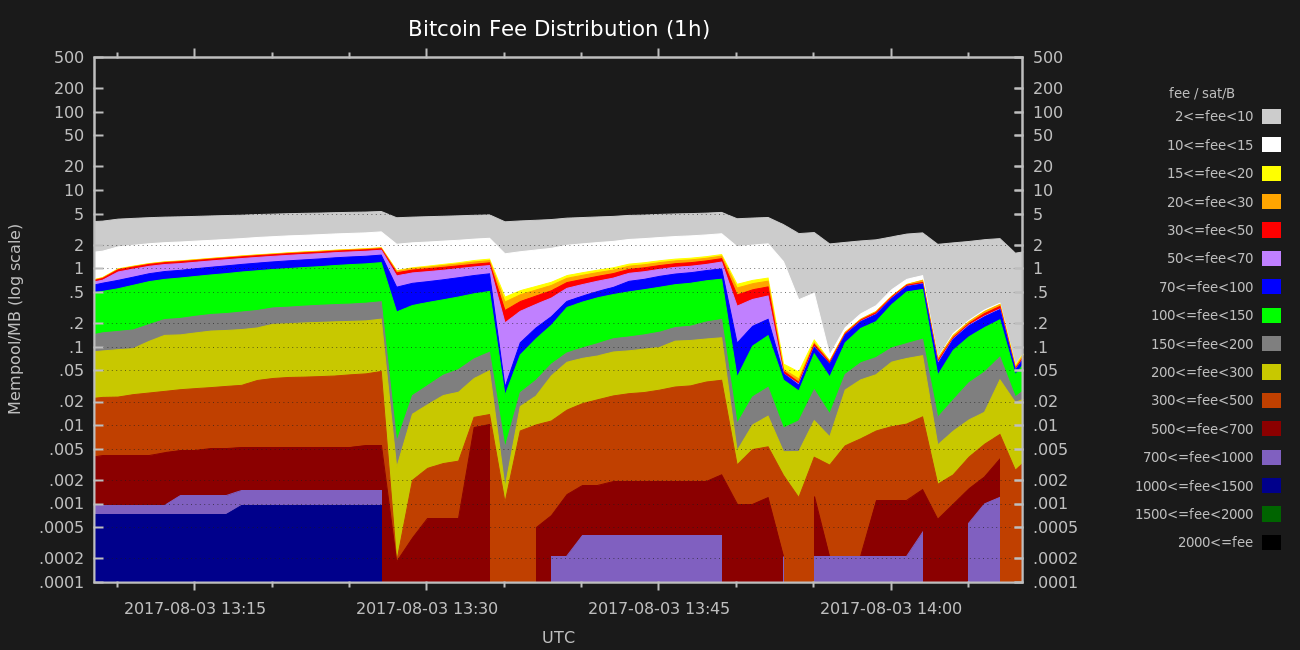 Bitcoin Fee Distribution (1h)
500
200
100
50
20
10
5
2
1
.5
.2
.1
.05
.02
.01
.005
.002
.001
.0005
.0002
.0001
Mempool/MB (log scale)
500
200
100
50
20
10
5
2
1
.5
.2
.1
.05
.02
.01
.005
.002
.001
.0005
.0002
.0001
2017-08-03 13:15
2017-08-03 13:30
2017-08-03 13:45
2017-08-03 14:00
UTC
fee / sat/B
2<=fee<10
10<=fee<15
15<=fee<20
20<=fee<30
30<=fee<50
50<=fee<70
70<=fee<100
100<=fee<150
150<=fee<200
200<=fee<300
300<=fee<500
500<=fee<700
700<=fee<1000
1000<=fee<1500
1500<=fee<2000
2000<=fee